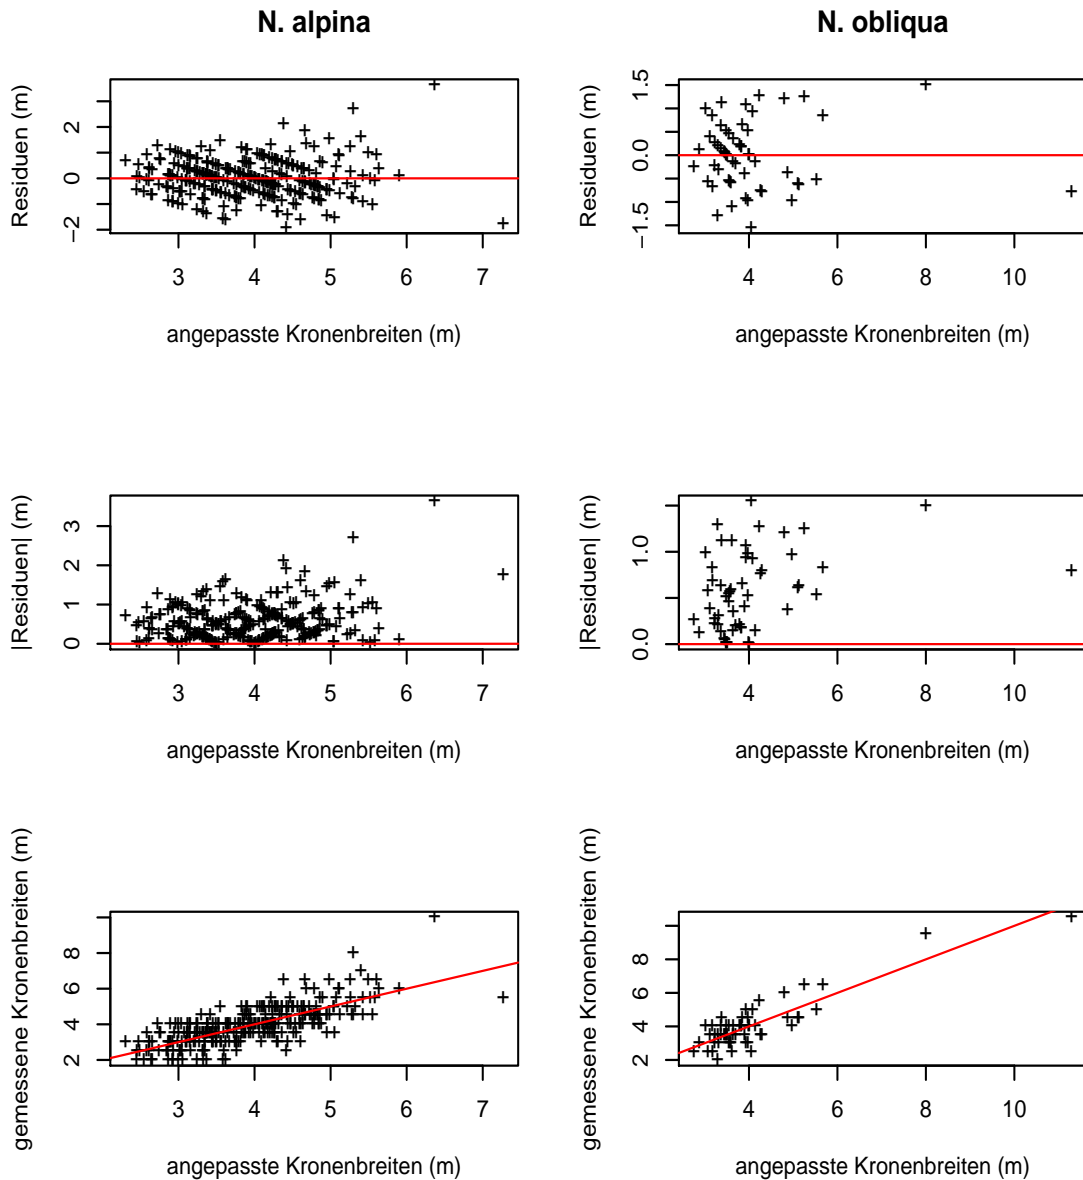 N. alpina
N. obliqua
Residuen (m)
2
0
−2
3 4 5 6 7
angepasste Kronenbreiten (m)
Residuen (m)
1.5
0.0
−1.5
4 6 8 10
angepasste Kronenbreiten (m)
|Residuen| (m)
3
2
1
0
3 4 5 6 7
angepasste Kronenbreiten (m)
|Residuen| (m)
1.0
0.0
4 6 8 10
angepasste Kronenbreiten (m)
gemessene Kronenbreiten (m)
8
6
4
2
3 4 5 6 7
angepasste Kronenbreiten (m)
gemessene Kronenbreiten (m)
8
6
4
2
4 6 8 10
angepasste Kronenbreiten (m)